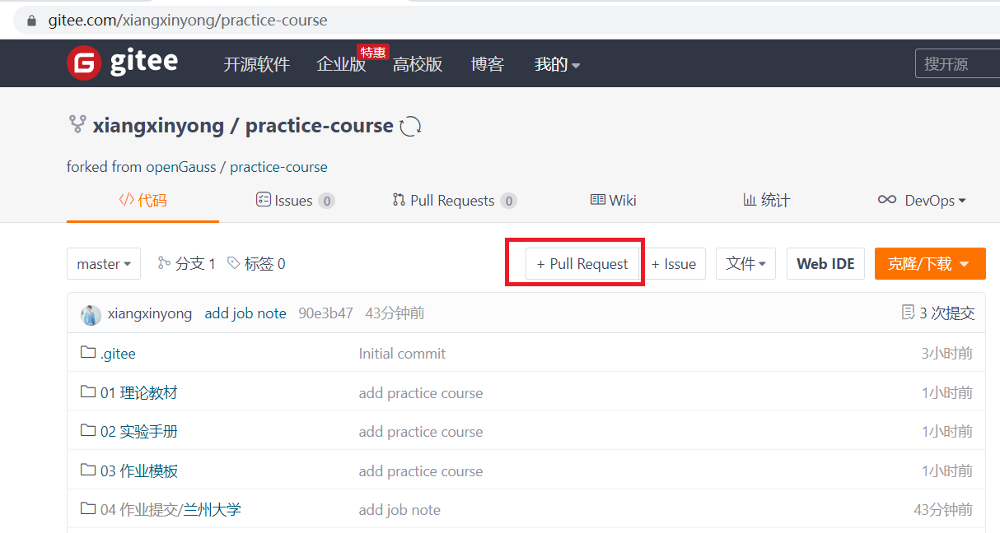 gitee.com/xiangxinyong/practice-course
gitee 开源软件 企业版 特惠 高校版 博客 我的 搜开源
xiangxinyong / practice-course
forked from openGauss / practice-course
</> 代码 Issues 0 Pull Requests 0 Wiki 统计 DevOps
master 分支 1 标签 0 + Pull Request + Issue 文件 Web IDE 克隆/下载
xiangxinyong add job note 90e3b47 43分钟前 3 次提交
.gitee Initial commit 3小时前
01 理论教材 add practice course 1小时前
02 实验手册 add practice course 1小时前
03 作业模板 add practice course 1小时前
04 作业提交/兰州大学 add job note 43分钟前